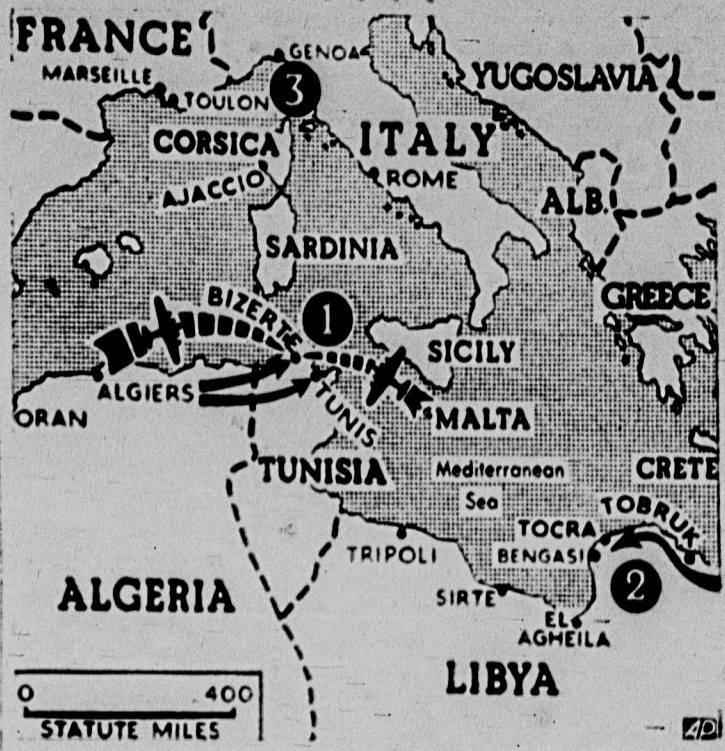 FRANCE
GENOA
MARSEILLE
TOULON
3
YUGOSLAVIA
CORSICA
ITALY
AJACCIO
ROME
ALB.
SARDINIA
BIZERTE
1
GREECE
SICILY
ALGIERS
TUNIS
MALTA
ORAN
TUNISIA
Mediterranean
Sea
CRETE
TOBRUK
TOCRA
BENGASI
TRIPOLI
2
SIRTE
EL
AGHEILA
ALGERIA
LIBYA
0 400
STATUTE MILES
AP